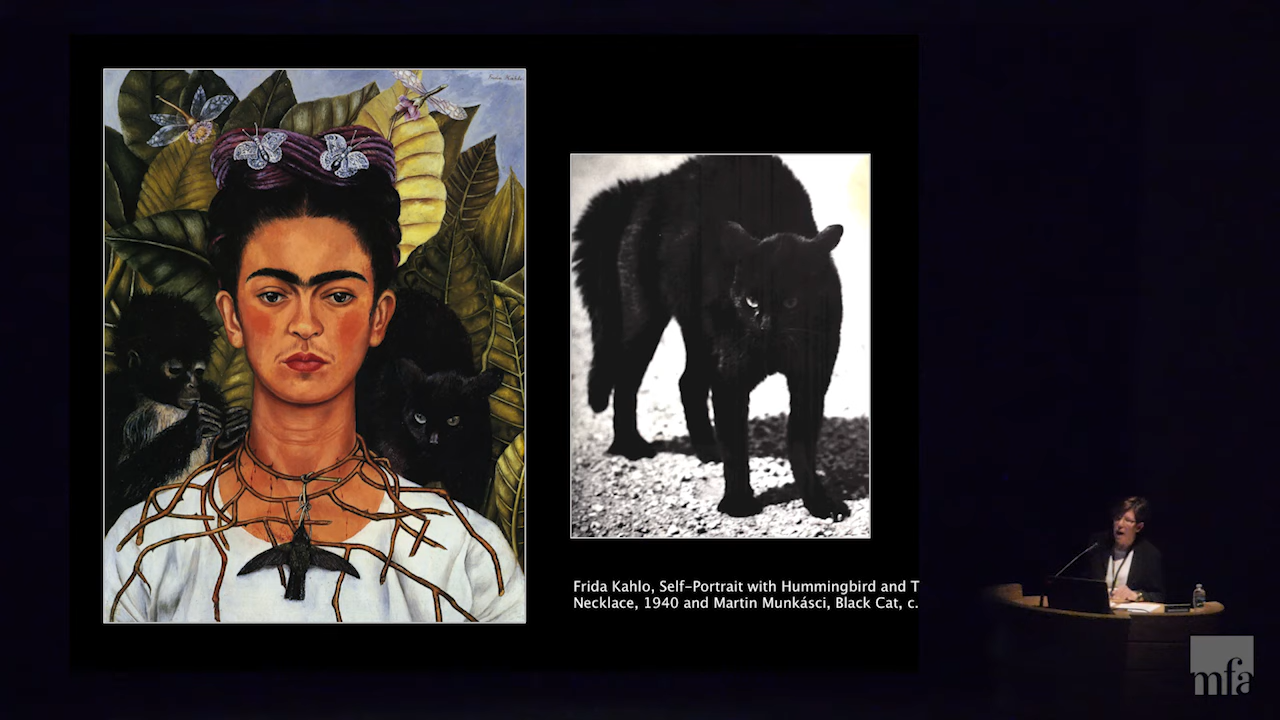 Frida Kahlo, Self-Portrait with Hummingbird and T
Necklace, 1940 and Martin Munkásci, Black Cat, c.
mfa